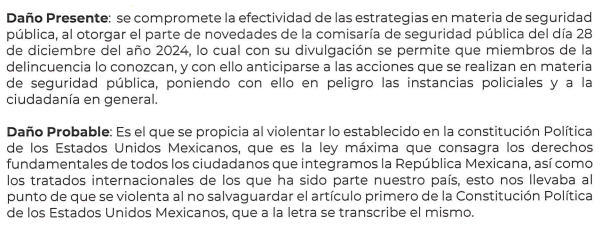 Daño Presente: se compromete la efectividad de las estrategias en materia de seguridad
pública, al otorgar el parte de novedades de la comisaría de seguridad pública del día 28
de diciembre del año 2024, lo cual con su divulgación se permite que miembros de la
delincuencia lo conozcan, y con ello anticiparse a las acciones que se realizan en materia
de seguridad pública, poniendo con ello en peligro las instancias policiales y a la
ciudadanía en general.
Daño Probable: Es el que se propicia al violentar lo establecido en la constitución Política
de los Estados Unidos Mexicanos, que es la ley máxima que consagra los derechos
fundamentales de todos los ciudadanos que integramos la República Mexicana, así como
los tratados internacionales de los que ha sido parte nuestro país, esto nos llevaba al
punto de que se violenta al no salvaguardar el artículo primero de la Constitución Política
de los Estados Unidos Mexicanos, que a la letra se transcribe el mismo.